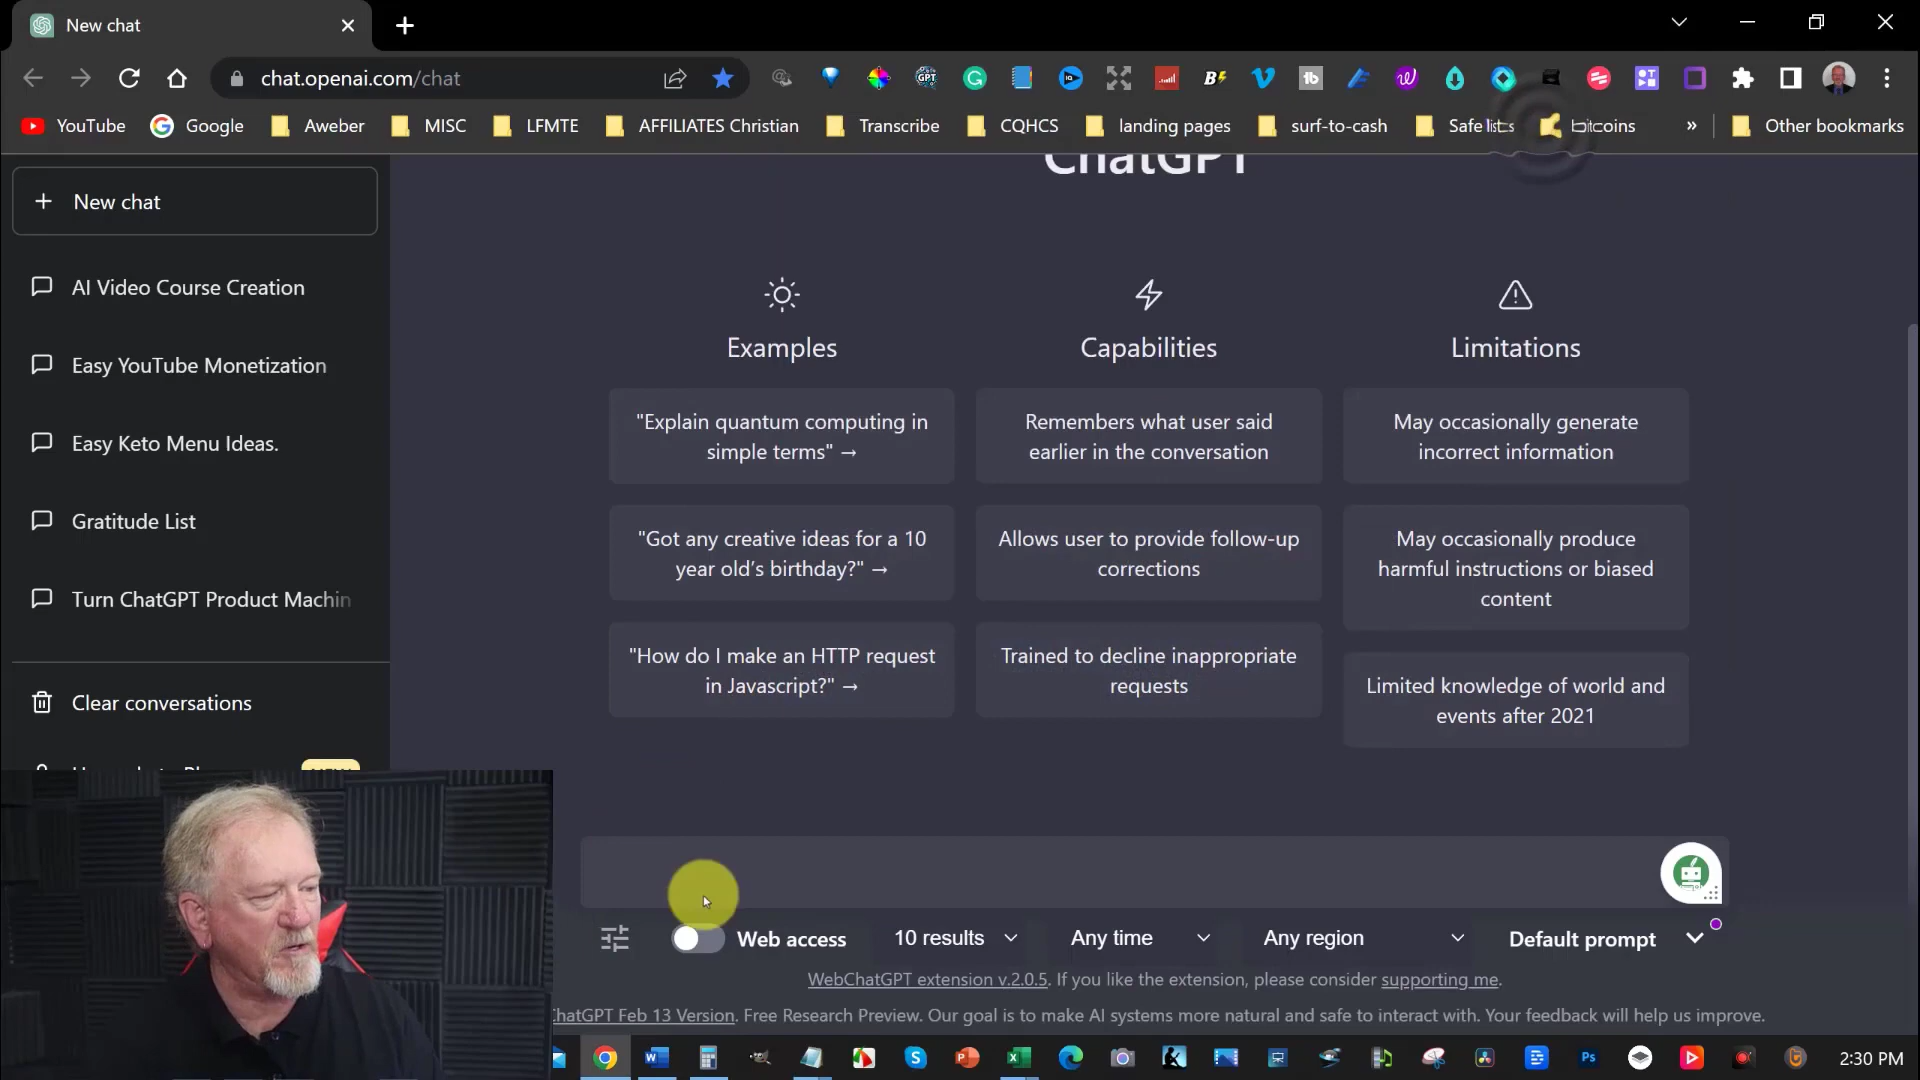 New chat
chat.openai.com/chat
YouTube
Google
Aweber
MISC
LFMTE
AFFILIATES Christian
Transcribe
CQHCS
landing pages
surf-to-cash
Safe lists
»
Other bookmarks
+ New chat
AI Video Course Creation
Easy YouTube Monetization
Easy Keto Menu Ideas.
Gratitude List
Turn ChatGPT Product Machin
Clear conversations
ChatGPT
Examples
"Explain quantum computing in
simple terms" →
"Got any creative ideas for a 10
year old’s birthday?" →
"How do I make an HTTP request
in Javascript?" →
Capabilities
Remembers what user said
earlier in the conversation
Allows user to provide follow-up
corrections
Trained to decline inappropriate
requests
Limitations
May occasionally generate
incorrect information
May occasionally produce
harmful instructions or biased
content
Limited knowledge of world and
events after 2021
Web access
10 results
Any time
Any region
Default prompt
WebChatGPT extension v.2.0.5. If you like the extension, please consider supporting me.
ChatGPT Feb 13 Version. Free Research Preview. Our goal is to make AI systems more natural and safe to interact with. Your feedback will help us improve.
2:30 PM